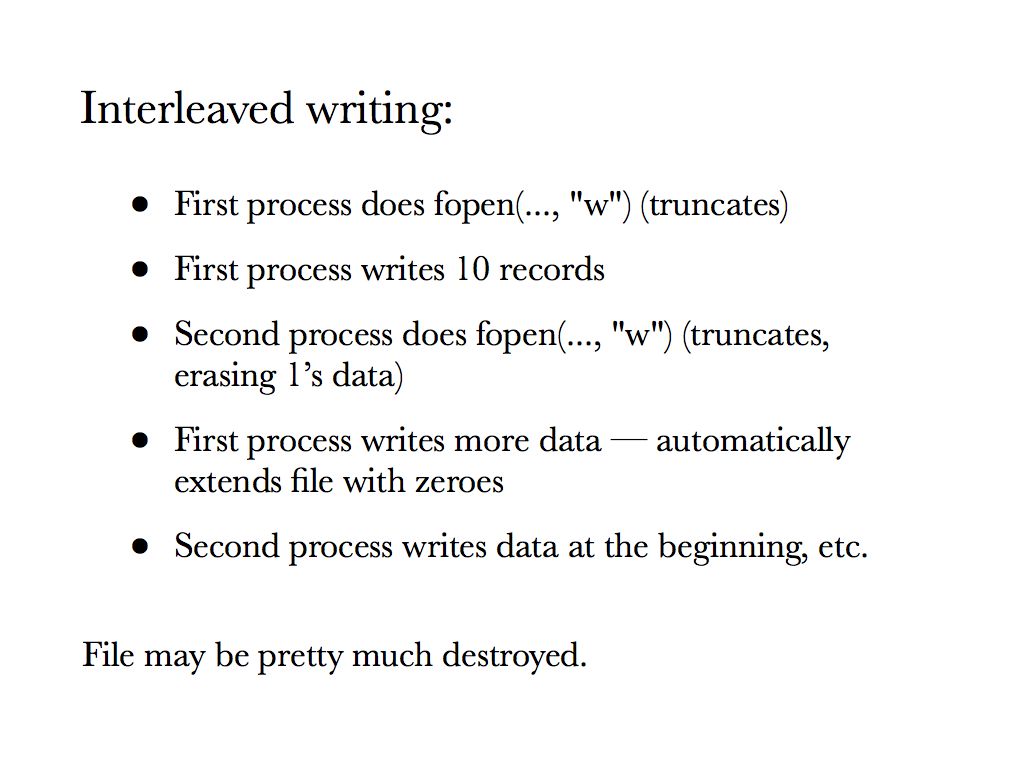 Interleaved writing:
● First process does fopen(..., "w") (truncates)
● First process writes 10 records
● Second process does fopen(..., "w") (truncates,
erasing 1’s data)
● First process writes more data — automatically
extends file with zeroes
● Second process writes data at the beginning, etc.
File may be pretty much destroyed.